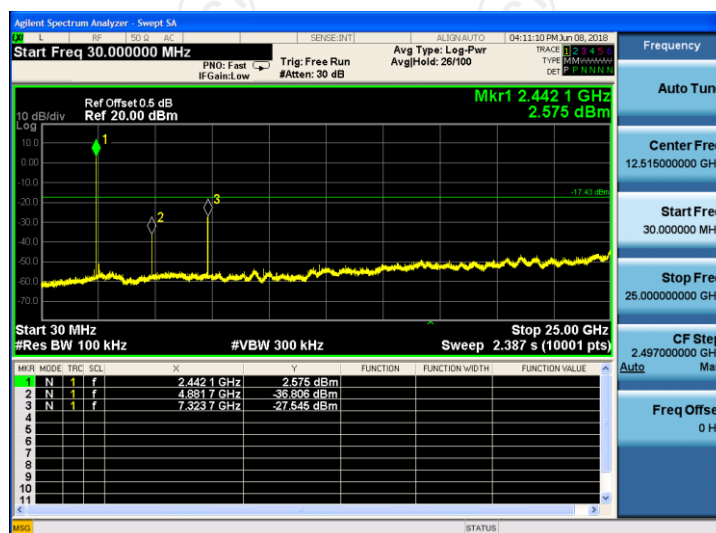 Agilent Spectrum Analyzer - Swept SA
LXI L RF 50 Ω AC SENSE:INT ALIGN AUTO 04:11:10 PM Jun 08, 2018
Start Freq 30.000000 MHz
PNO: Fast
IFGain:Low
Trig: Free Run
#Atten: 30 dB
Avg Type: Log-Pwr
Avg|Hold: 26/100
TRACE 1 2 3 4 5 6
TYPE M M
DET P P N N N N
Ref Offset 0.5 dB
10 dB/div Ref 20.00 dBm
Log
Mkr1 2.442 1 GHz
2.575 dBm
10.0
0.00
-10.0
-20.0
-30.0
-40.0
-50.0
-60.0
-70.0
1
2
3
-17.43 dBm
Start 30 MHz Stop 25.00 GHz
#Res BW 100 kHz #VBW 300 kHz Sweep 2.387 s (10001 pts)
MKR MODE TRC SCL X Y FUNCTION FUNCTION WIDTH FUNCTION VALUE
1 N 1 f 2.442 1 GHz 2.575 dBm
2 N 1 f 4.881 7 GHz -36.806 dBm
3 N 1 f 7.323 7 GHz -27.545 dBm
4
5
6
7
8
9
10
11
MSG STATUS
Frequency
Auto Tun
Center Fre
12.515000000 GH
Start Fre
30.000000 MH
Stop Fre
25.000000000 GH
CF Step
2.497000000 GH
Auto Ma
Freq Offse
0 H